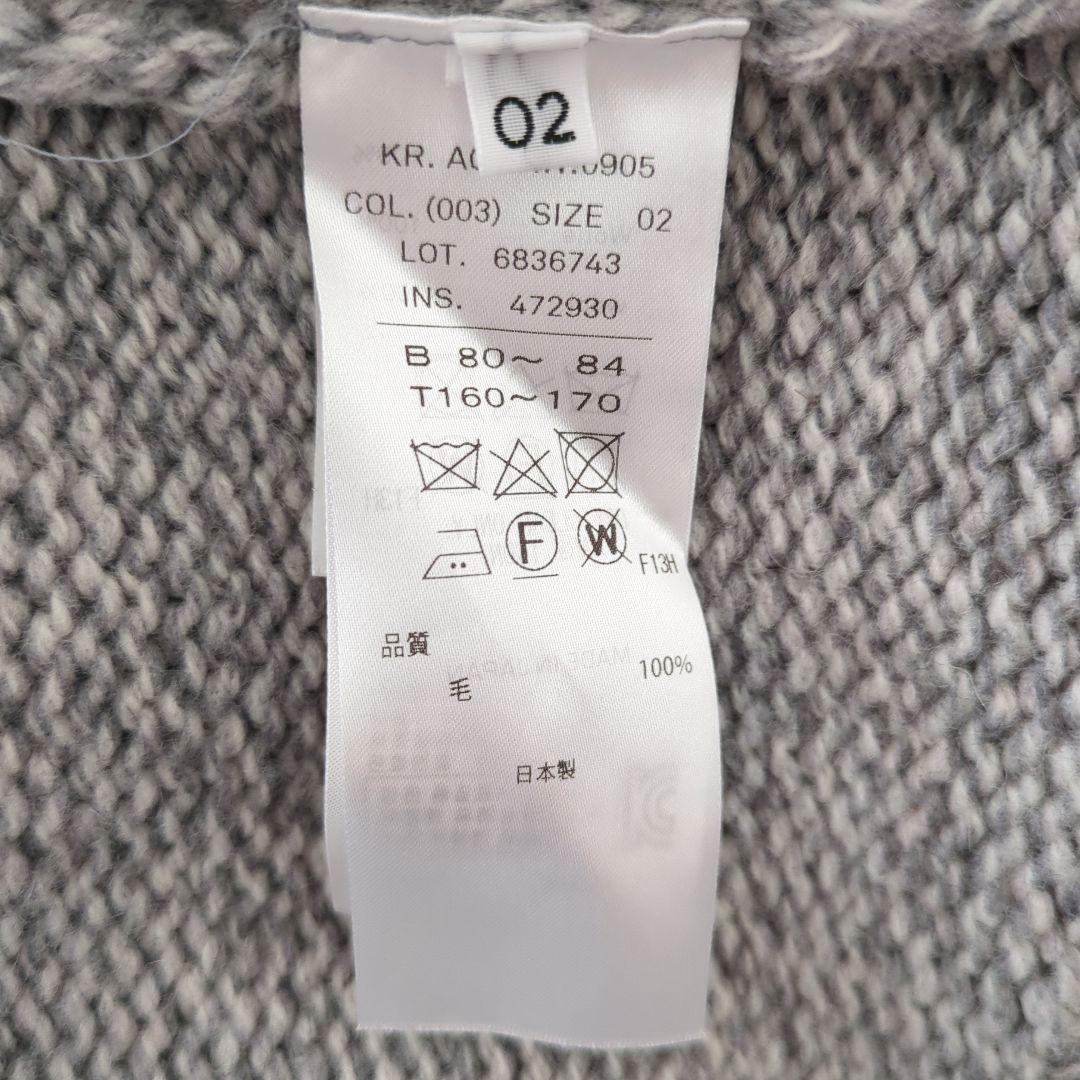 02
KR. 0905
COL. (003) SIZE 02
LOT. 6836743
INS. 472930
B 80～ 84
T160～170
F W F13H
品質
毛 100%
日本製